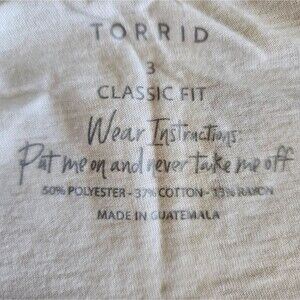 TORRID
3
CLASSIC FIT
Wear Instructions:
Put me on and never take me off
50% POLYESTER - 37% COTTON - 13% RAYON
MADE IN GUATEMALA